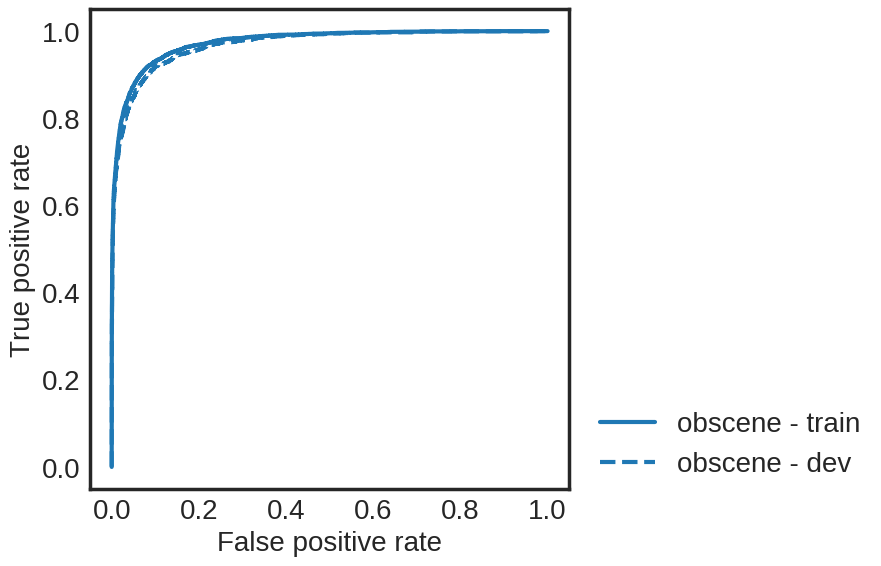 1.0
0.8
0.6
0.4
0.2
0.0
True positive rate
0.0 0.2 0.4 0.6 0.8 1.0
False positive rate
obscene - train
obscene - dev